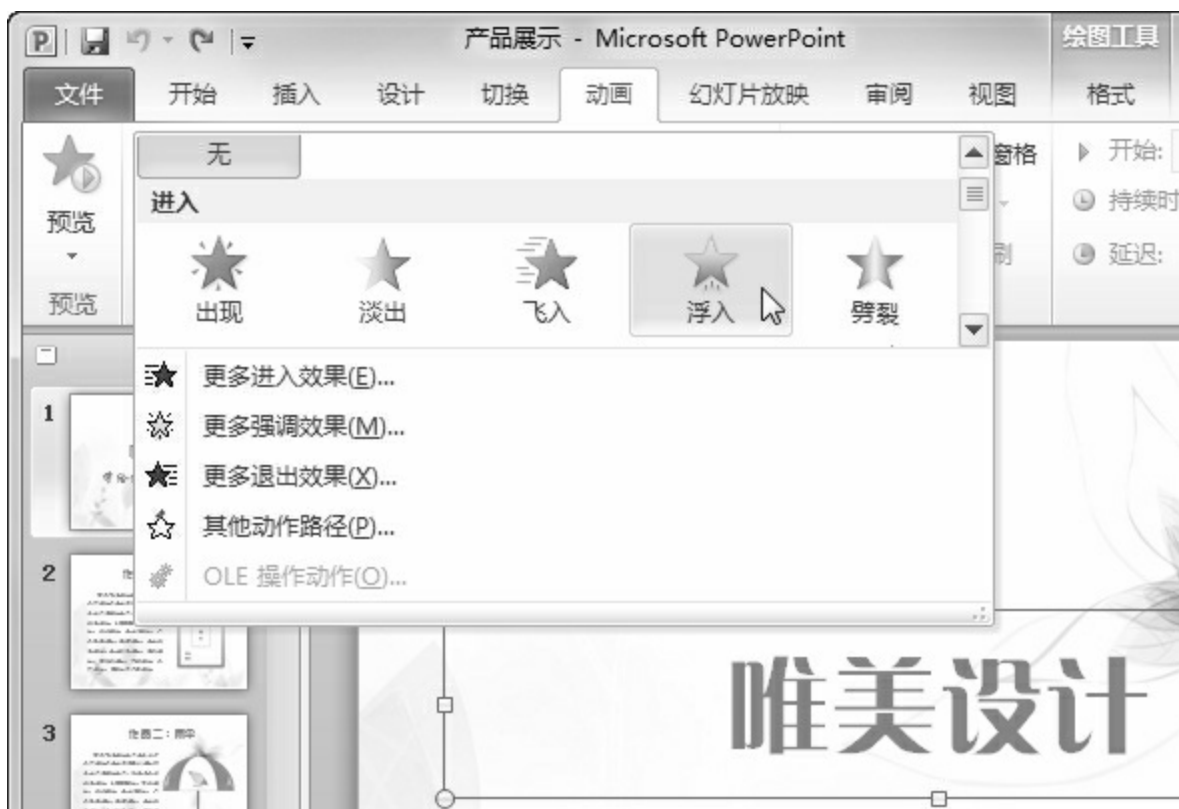 产品展示 - Microsoft PowerPoint
绘图工具
文件 开始 插入 设计 切换 动画 幻灯片放映 审阅 视图 格式
无
窗格
开始:
进入
持续时
预览
刷
延迟:
预览
出现 淡出 飞入 浮入 劈裂
更多进入效果(E)...
1
更多强调效果(M)...
更多退出效果(X)...
其他动作路径(P)...
2
OLE 操作动作(O)...
唯美设计
3